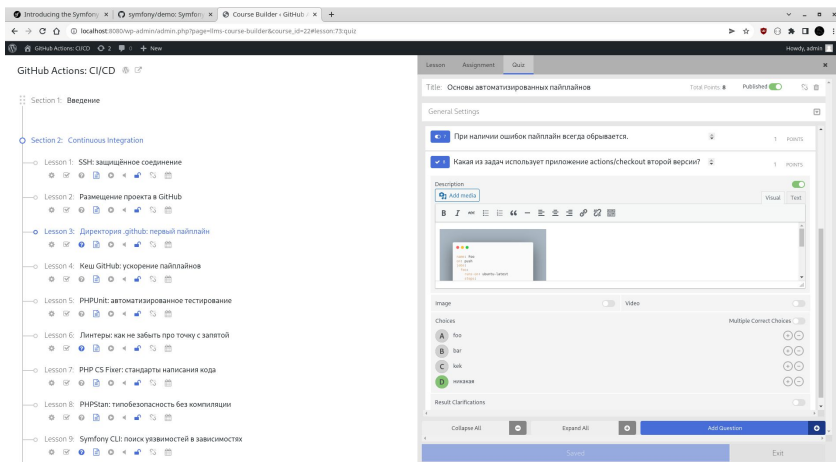 Introducing the Symfony
symfony/demo: Symfony
Course Builder ‹ GitHub
localhost:8080/wp-admin/admin.php?page=llms-course-builder&course_id=22#lesson:73:quiz
GitHub Actions: CI/CD 2 0 + New
Howdy, admin
GitHub Actions: CI/CD
Section 1: Введение
Section 2: Continuous Integration
Lesson 1: SSH: защищённое соединение
Lesson 2: Размещение проекта в GitHub
Lesson 3: Директория .github: первый пайплайн
Lesson 4: Кеш GitHub: ускорение пайплайнов
Lesson 5: PHPUnit: автоматизированное тестирование
Lesson 6: Линтеры: как не забыть про точку с запятой
Lesson 7: PHP CS Fixer: стандарты написания кода
Lesson 8: PHPStan: типобезопасность без компиляции
Lesson 9: Symfony CLI: поиск уязвимостей в зависимостях
Lesson Assignment Quiz
Title: Основы автоматизированных пайплайнов Total Points: 8 Published
General Settings
7 При наличии ошибок пайплайн всегда обрывается. 1 POINTS
8 Какая из задач использует приложение actions/checkout второй версии? 1 POINTS
Description
Add media
Visual Text
B I ABC
runs-on: ubuntu-latest
Image Video
Choices Multiple Correct Choices
A foo
B bar
C kek
D никакая
Result Clarifications
Collapse All Expand All Add Question
Saved Exit